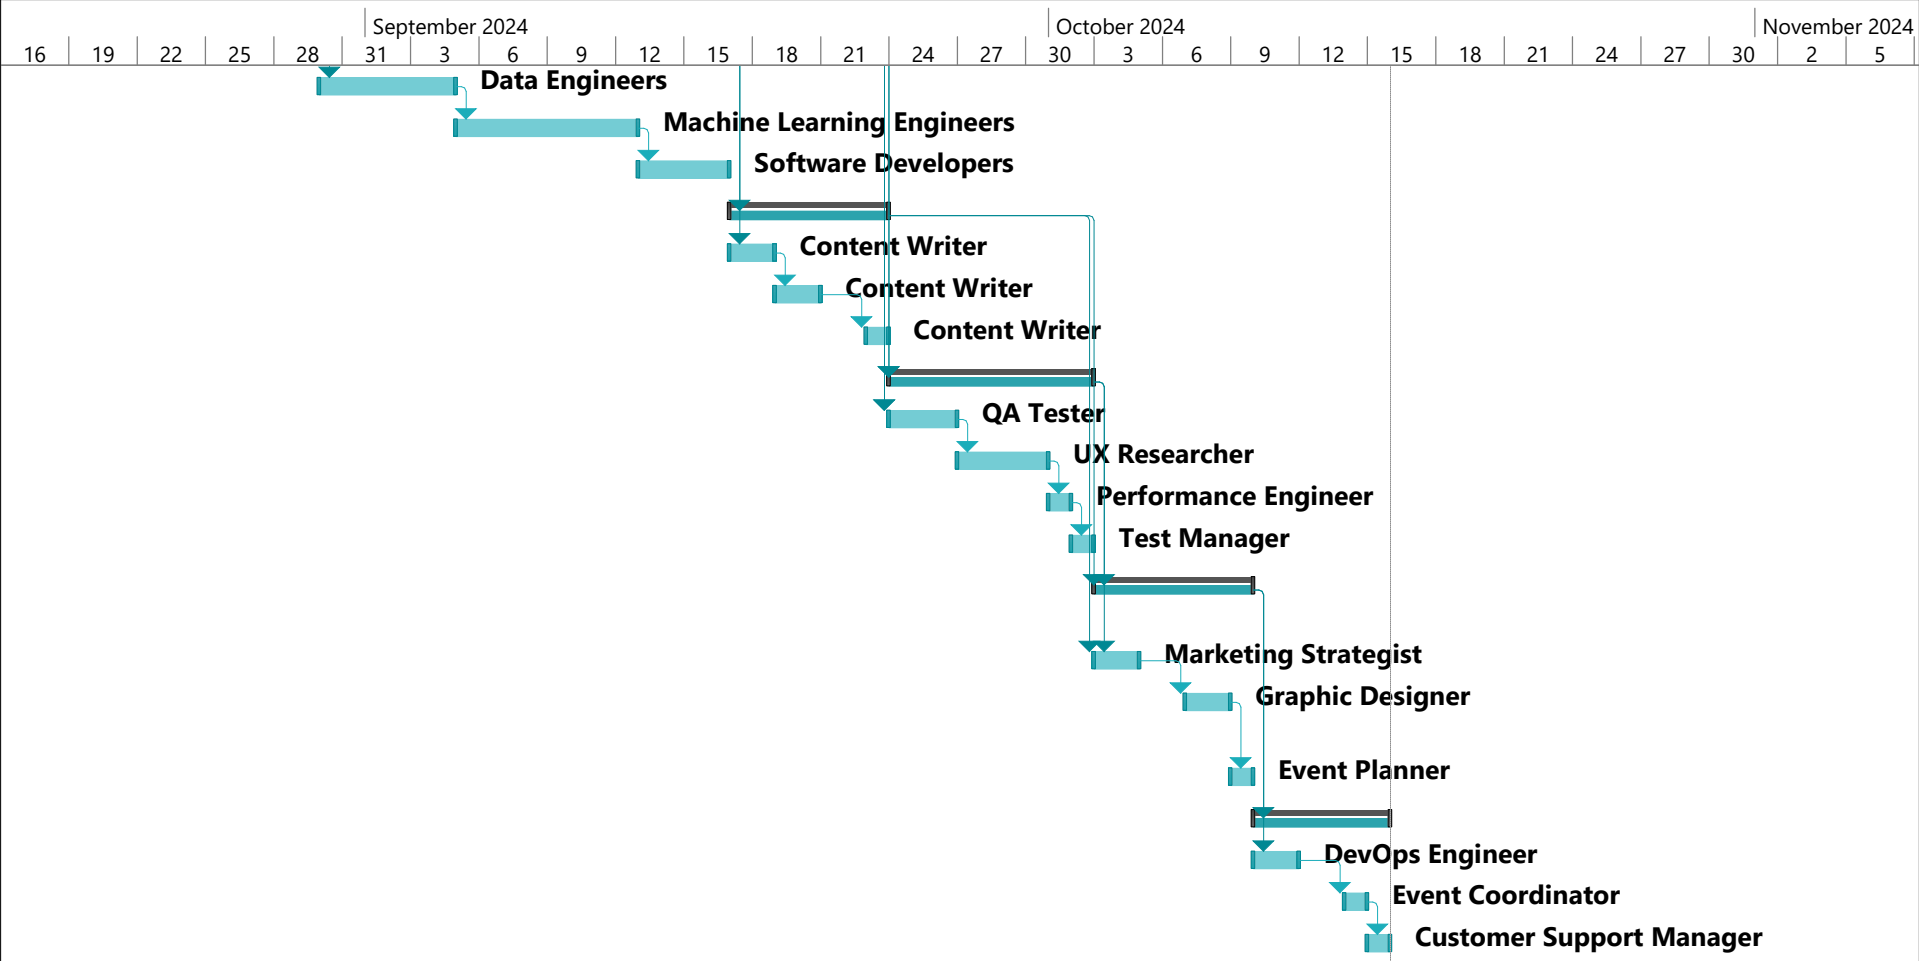 September 2024 October 2024 November 2024
16 19 22 25 28 31 3 6 9 12 15 18 21 24 27 30 3 6 9 12 15 18 21 24 27 30 2 5
Data Engineers
Machine Learning Engineers
Software Developers
Content Writer
Content Writer
Content Writer
QA Tester
UX Researcher
Performance Engineer
Test Manager
Marketing Strategist
Graphic Designer
Event Planner
DevOps Engineer
Event Coordinator
Customer Support Manager